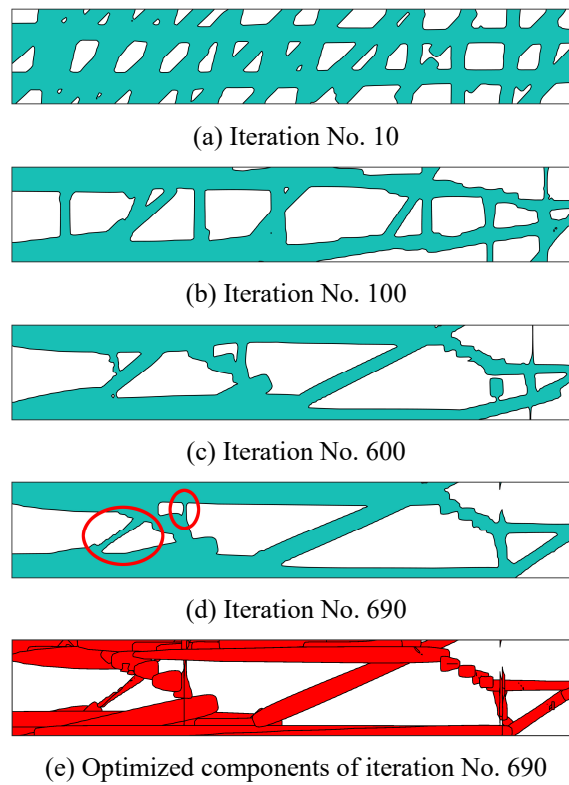 (a) Iteration No. 10
(b) Iteration No. 100
(c) Iteration No. 600
(d) Iteration No. 690
(e) Optimized components of iteration No. 690